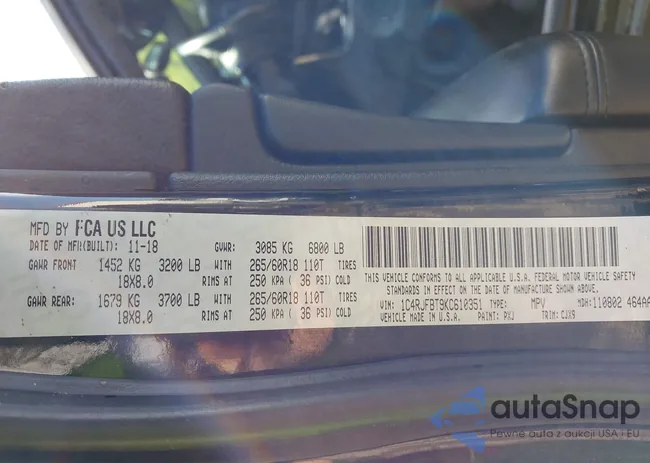 MFD BY FCA US LLC
DATE OF MFR(BUILT): 11-18 GVWR: 3085 KG 6800 LB
GAWR FRONT 1452 KG 3200 LB WITH 265/60R18 110T TIRES
18X8.0 RIMS AT 250 KPA ( 36 PSI) COLD
GAWR REAR: 1679 KG 3700 LB WITH 265/60R18 110T TIRES
18X8.0 RIMS AT 250 KPA ( 36 PSI) COLD
THIS VEHICLE CONFORMS TO ALL APPLICABLE U.S.A. FEDERAL MOTOR VEHICLE SAFETY
STANDARDS IN EFFECT ON THE DATE OF MANUFACTURE SHOWN ABOVE.
VIN: 1C4RJFBT9KC610351 TYPE: MPV MDH:110802 464AA
VEHICLE MADE IN U.S.A. PAINT: PXJ TRIM: CJX9
autaSnap
Pewne auta z aukcji USA i EU